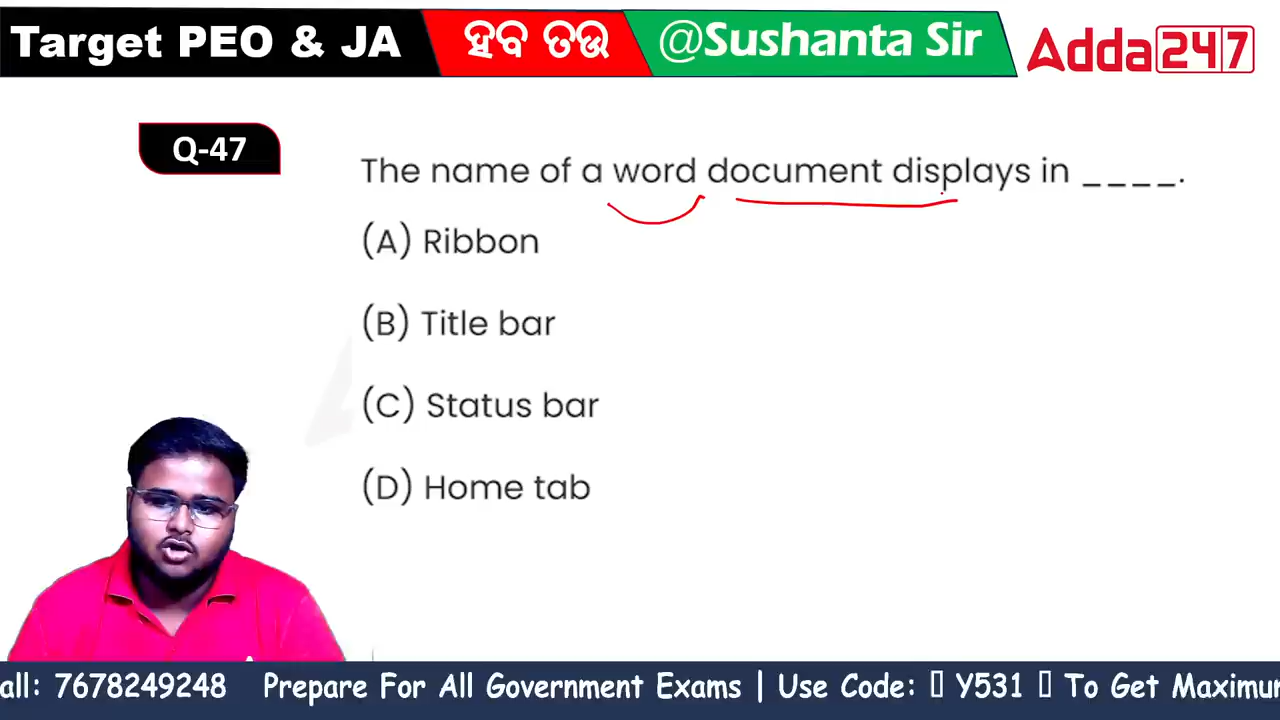 Target PEO & JA
ହବ ତଉ
@Sushanta Sir
Adda247
Q-47
The name of a word document displays in ____.
(A) Ribbon
(B) Title bar
(C) Status bar
(D) Home tab
all: 7678249248 Prepare For All Government Exams | Use Code: Y531 To Get Maximu